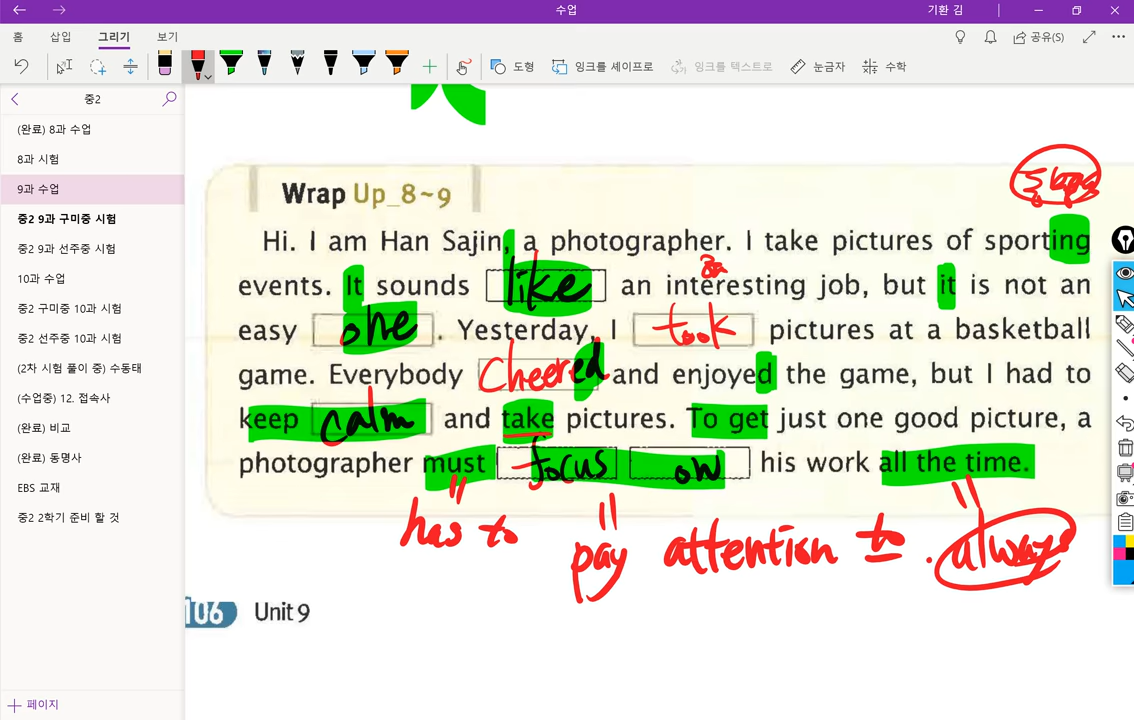 수업
기환 김
홈 삽입 그리기 보기
공유(S)
도형 잉크를 셰이프로 잉크를 텍스트로 눈금자 수학
중2
(완료) 8과 수업
8과 시험
9과 수업
중2 9과 구미중 시험
중2 9과 선주중 시험
10과 수업
중2 구미중 10과 시험
중2 선주중 10과 시험
(2차 시험 풀이 중) 수동태
(수업중) 12. 접속사
(완료) 비교
(완료) 동명사
EBS 교재
중2 2학기 준비 할 것
페이지
Wrap Up_8~9
Hi. I am Han Sajin, a photographer. I take pictures of sporting
events. It sounds like an interesting job, but it is not an
easy one. Yesterday, I took pictures at a basketball
game. Everybody cheered and enjoyed the game, but I had to
keep calm and take pictures. To get just one good picture, a
photographer must focus on his work all the time.
has to
pay attention to. always
106 Unit 9